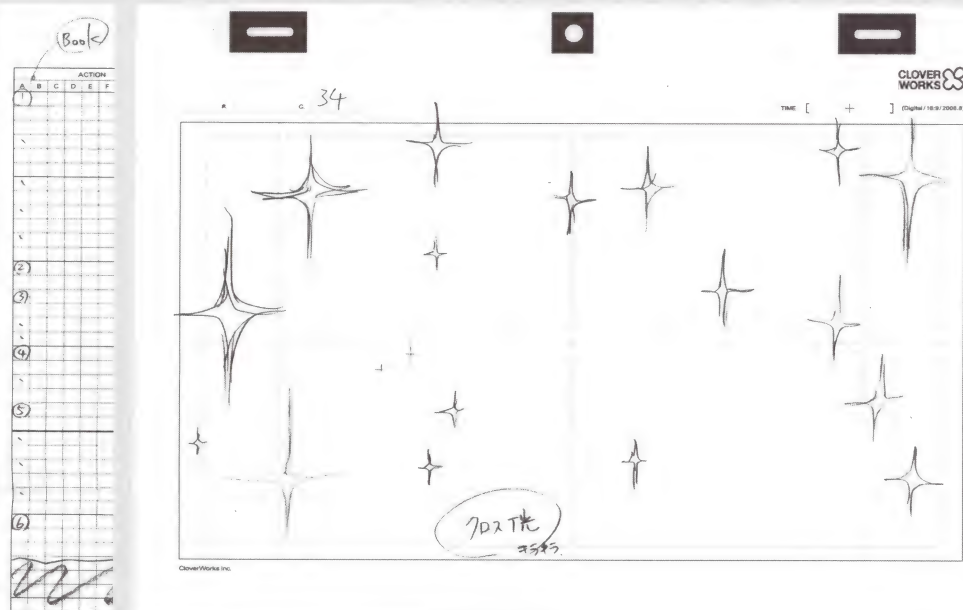 Book
ACTION
A B C D E F
1
2
3
4
5
6
CLOVER
WORKS
A C 34
TIME [ + ] (Digital / 16:9 / 2005.8
クロスT光
キラキラ
CloverWorks Inc.